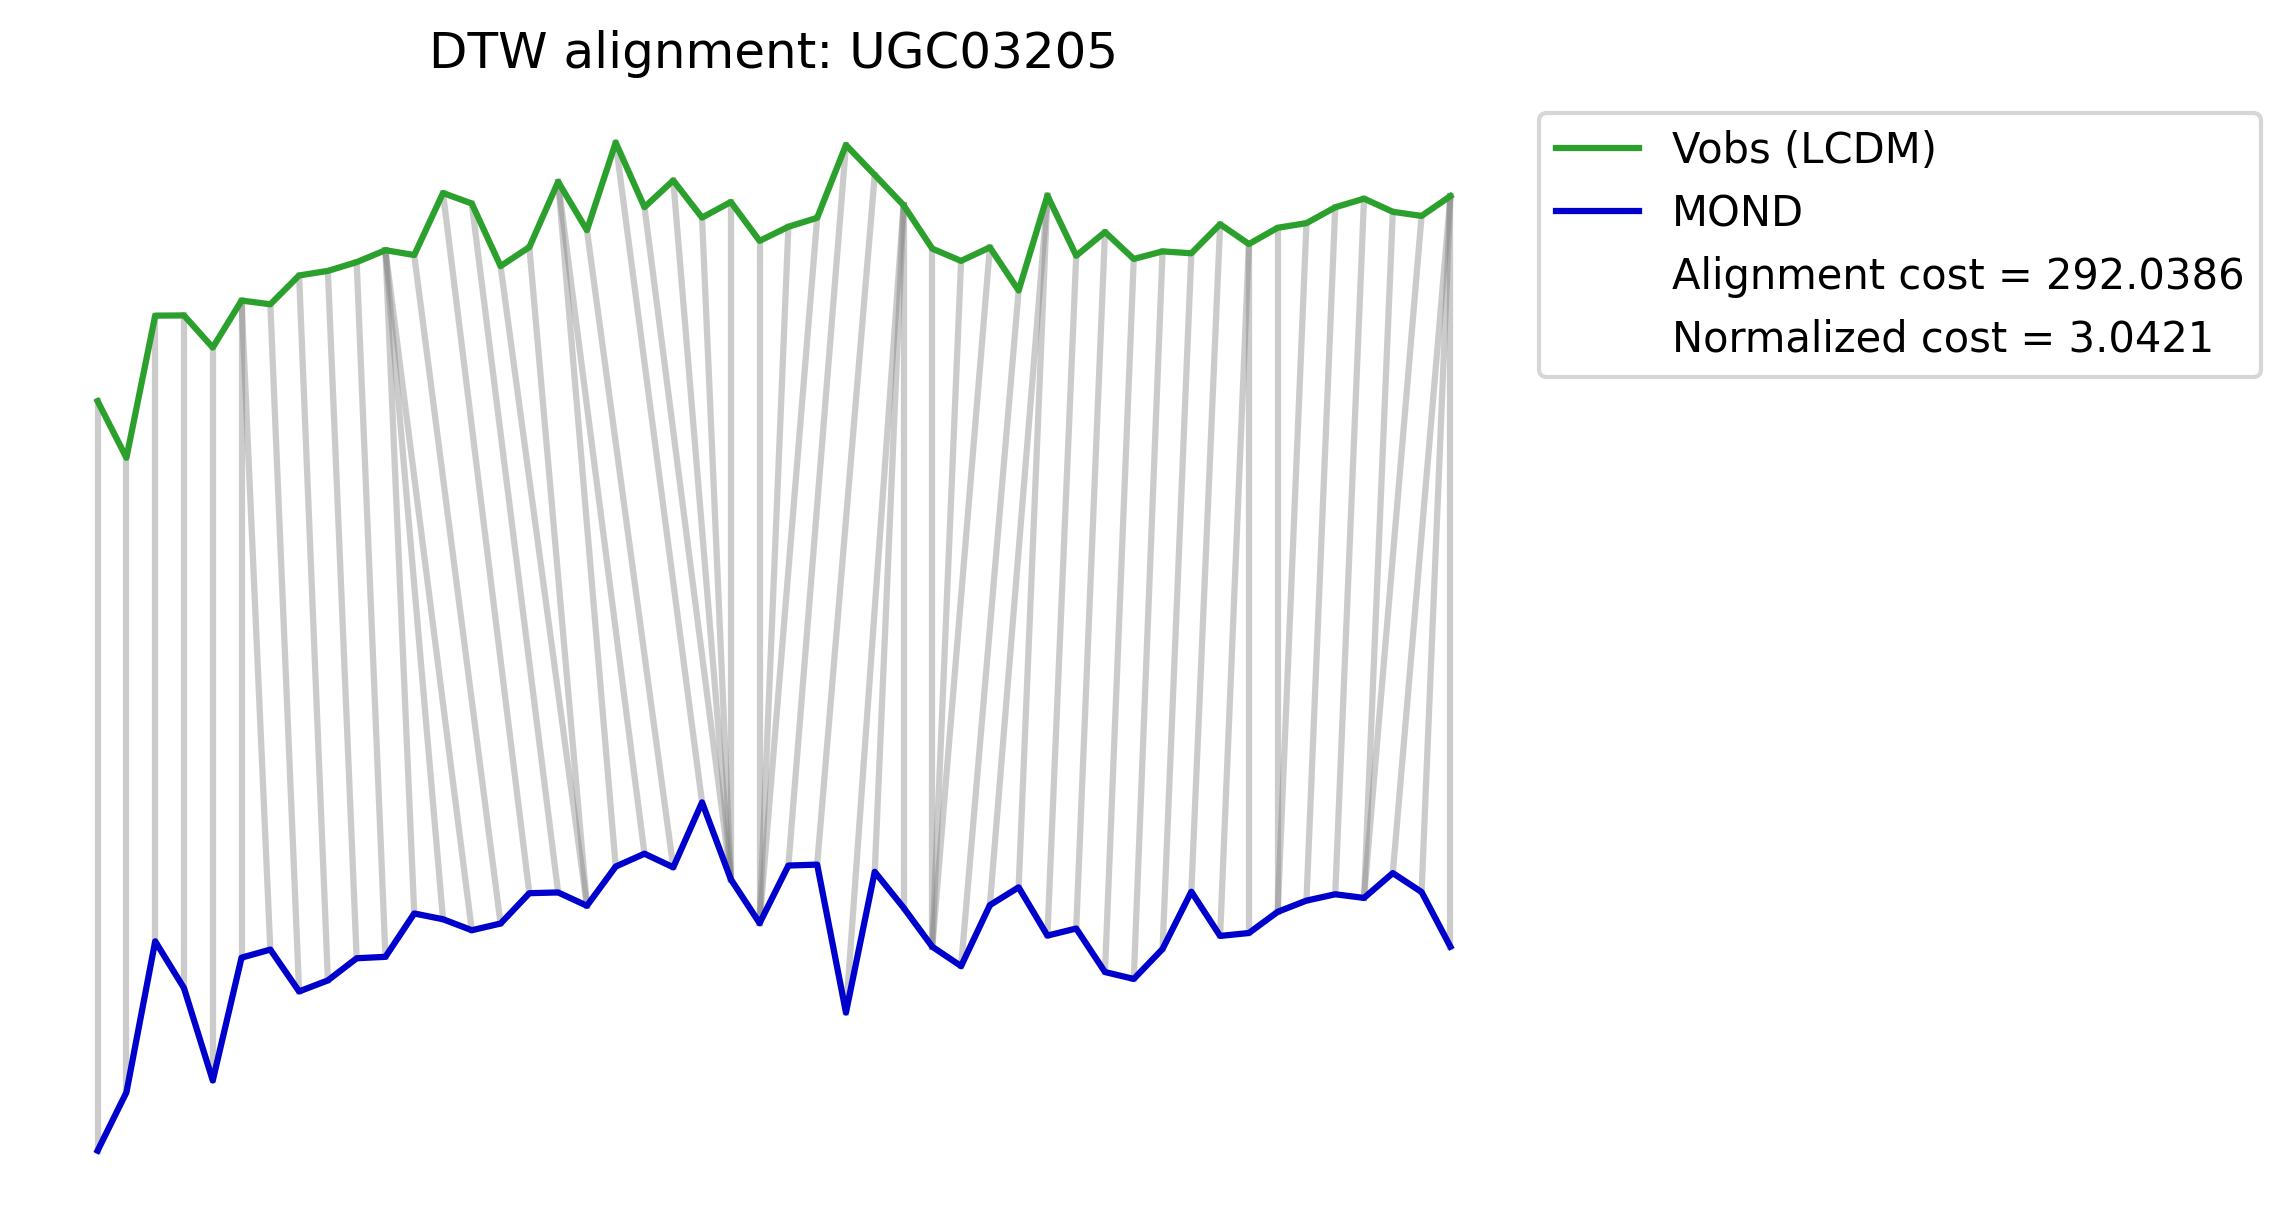 DTW alignment: UGC03205
Vobs (LCDM)
MOND
Alignment cost = 292.0386
Normalized cost = 3.0421